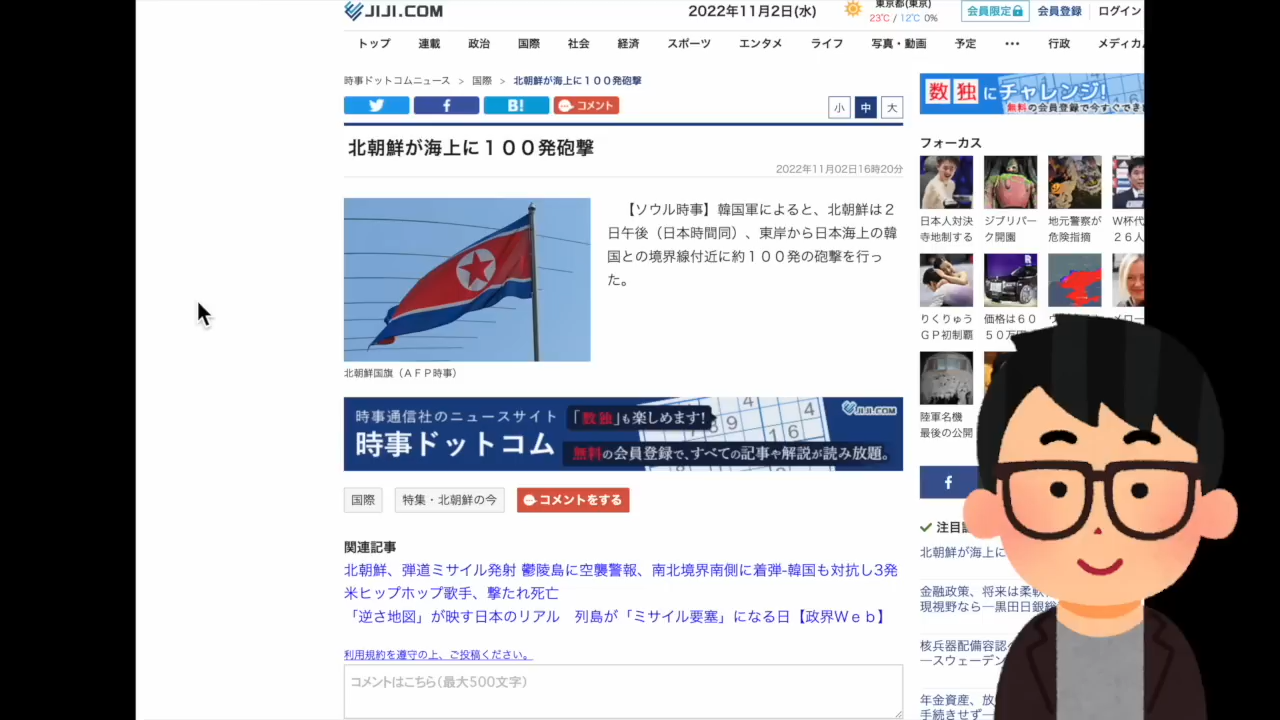 JIJI.COM
2022年11月2日(水)
東京都(東京)
23℃ / 12℃ 0%
会員限定
会員登録
ログイン
トップ 連載 政治 国際 社会 経済 スポーツ エンタメ ライフ 写真・動画 予定 … 行政 メディカ
時事ドットコムニュース > 国際 > 北朝鮮が海上に１００発砲撃
f B! コメント
小 中 大
北朝鮮が海上に１００発砲撃
2022年11月02日16時20分
【ソウル時事】韓国軍によると、北朝鮮は２
日午後（日本時間同）、東岸から日本海上の韓
国との境界線付近に約１００発の砲撃を行っ
た。
北朝鮮国旗（ＡＦＰ時事）
時事通信社のニュースサイト
時事ドットコム
「数独」も楽しめます!
無料の会員登録で、すべての記事や解説が読み放題。
JIJI.COM
国際 特集・北朝鮮の今 コメントをする
関連記事
北朝鮮、弾道ミサイル発射 鬱陵島に空襲警報、南北境界南側に着弾-韓国も対抗し3発
米ヒップホップ歌手、撃たれ死亡
「逆さ地図」が映す日本のリアル　列島が「ミサイル要塞」になる日【政界Ｗｅｂ】
利用規約を遵守の上、ご投稿ください。
コメントはこちら(最大500文字)
数独にチャレンジ!
無料の会員登録で今すぐでき
フォーカス
日本人対決
寺地制する
ジブリパー
ク開園
地元警察が
危険指摘
Ｗ杯代
２６人
りくりゅう
ＧＰ初制覇
価格は６０
５０万円
メロー
陸軍名機
最後の公開
f
注目
北朝鮮が海上に
金融政策、将来は柔軟
現視野なら―黒田日銀総
核兵器配備容認
―スウェーデン
年金資産、放
手続きせず―